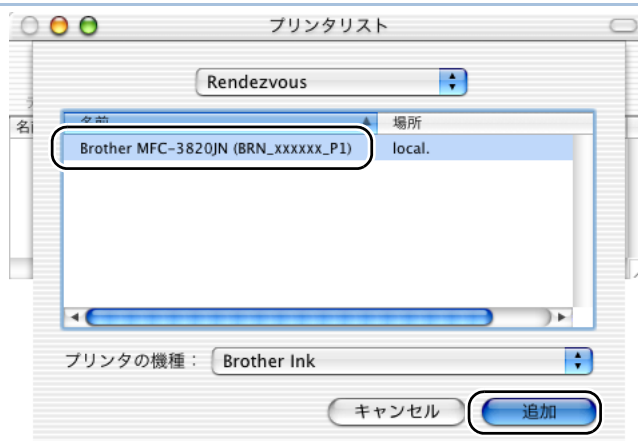 プリンタリスト
Rendezvous
名前 場所
Brother MFC-3820JN (BRN_xxxxxx_P1) local.
プリンタの機種： Brother Ink
キャンセル 追加